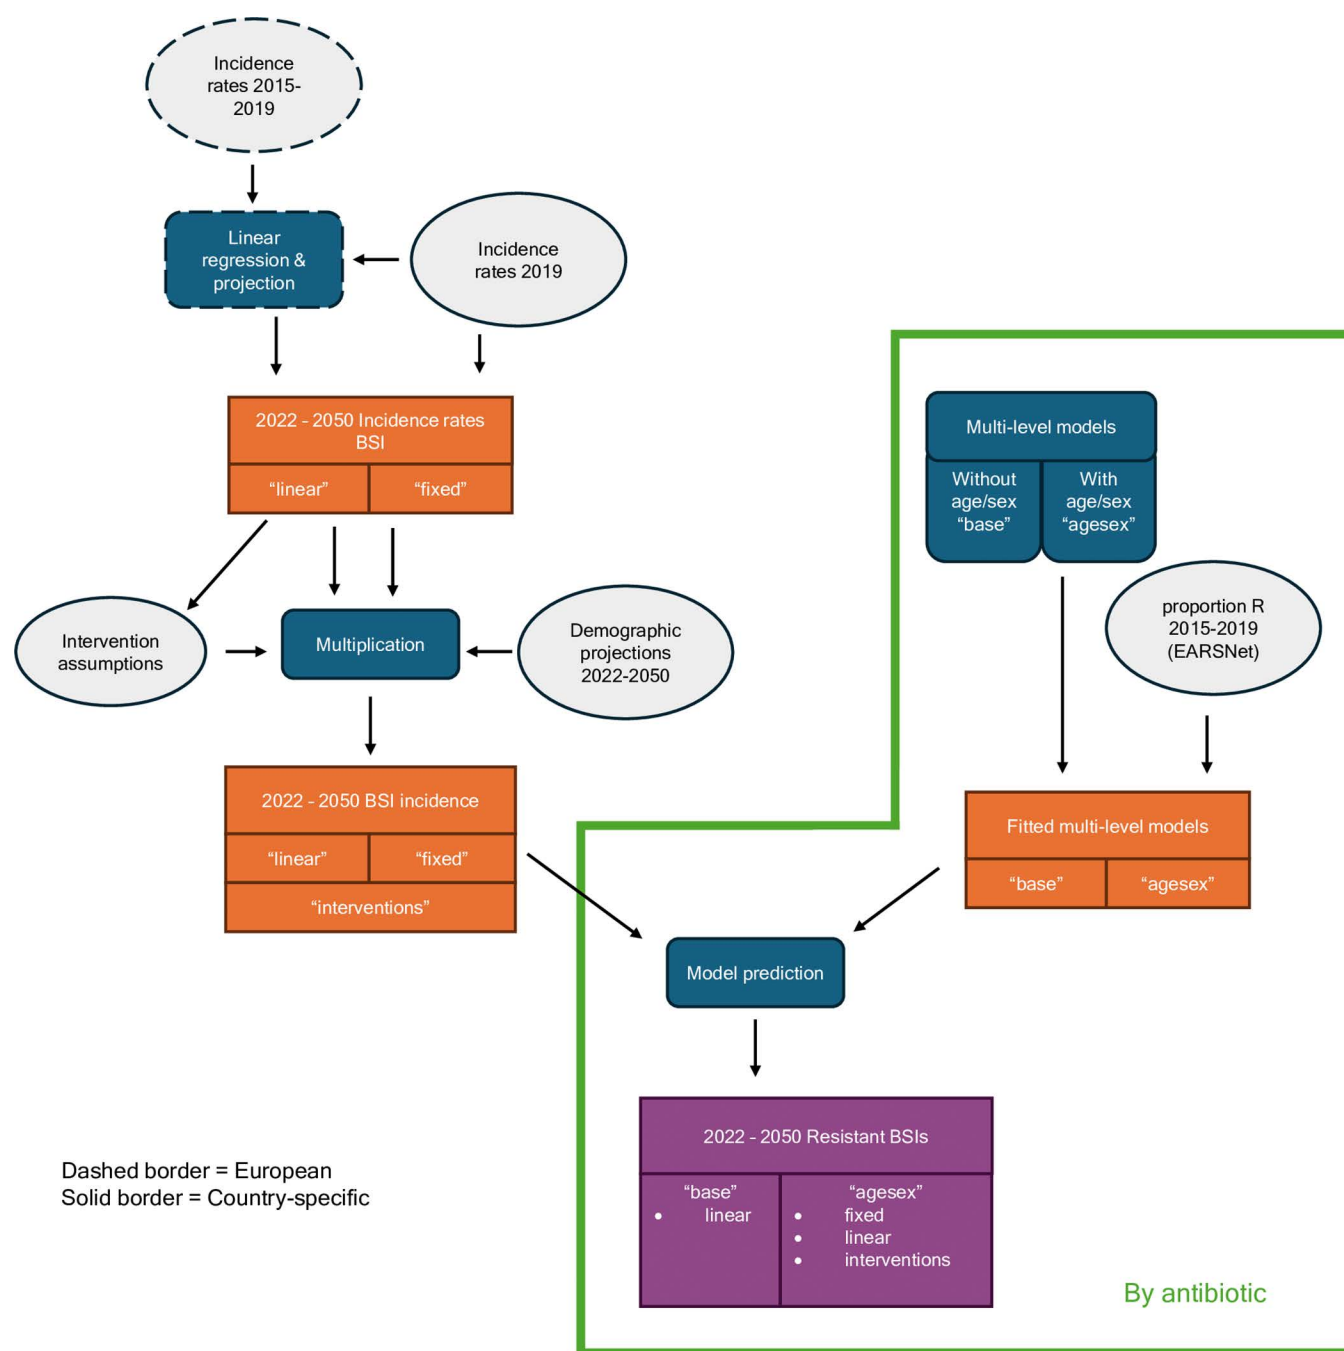 Incidence
rates 2015-
2019
Linear
regression &
projection
Incidence
rates 2019
2022 - 2050 Incidence rates
BSI
“linear”
“fixed”
Intervention
assumptions
Multiplication
Demographic
projections
2022-2050
2022 - 2050 BSI incidence
“linear”
“fixed”
“interventions”
Multi-level models
Without
age/sex
“base”
With
age/sex
“agesex”
proportion R
2015-2019
(EARSNet)
Fitted multi-level models
“base”
“agesex”
Model prediction
2022 - 2050 Resistant BSIs
“base”
• linear
“agesex”
• fixed
• linear
• interventions
Dashed border = European
Solid border = Country-specific
By antibiotic